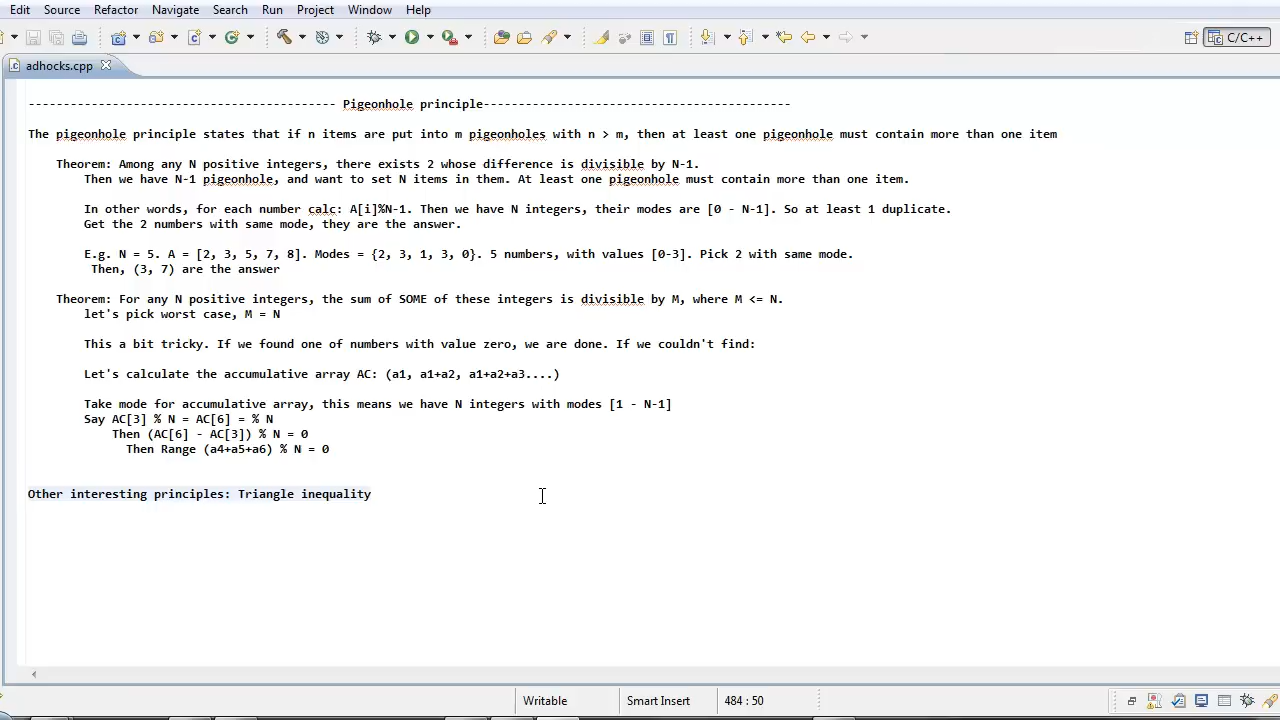 Edit Source Refactor Navigate Search Run Project Window Help
C/C++
adhocks.cpp
-------------------------------------------- Pigeonhole principle--------------------------------------------
The pigeonhole principle states that if n items are put into m pigeonholes with n > m, then at least one pigeonhole must contain more than one item
Theorem: Among any N positive integers, there exists 2 whose difference is divisible by N-1.
Then we have N-1 pigeonhole, and want to set N items in them. At least one pigeonhole must contain more than one item.
In other words, for each number calc: A[i]%N-1. Then we have N integers, their modes are [0 - N-1]. So at least 1 duplicate.
Get the 2 numbers with same mode, they are the answer.
E.g. N = 5. A = [2, 3, 5, 7, 8]. Modes = {2, 3, 1, 3, 0}. 5 numbers, with values [0-3]. Pick 2 with same mode.
Then, (3, 7) are the answer
Theorem: For any N positive integers, the sum of SOME of these integers is divisible by M, where M <= N.
let's pick worst case, M = N
This a bit tricky. If we found one of numbers with value zero, we are done. If we couldn't find:
Let's calculate the accumulative array AC: (a1, a1+a2, a1+a2+a3....)
Take mode for accumulative array, this means we have N integers with modes [1 - N-1]
Say AC[3] % N = AC[6] = % N
Then (AC[6] - AC[3]) % N = 0
Then Range (a4+a5+a6) % N = 0
Other interesting principles: Triangle inequality
Writable Smart Insert 484 : 50